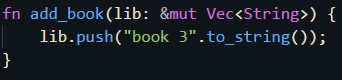 fn add_book(lib: &mut Vec<String>) {
    lib.push("book 3".to_string());
}